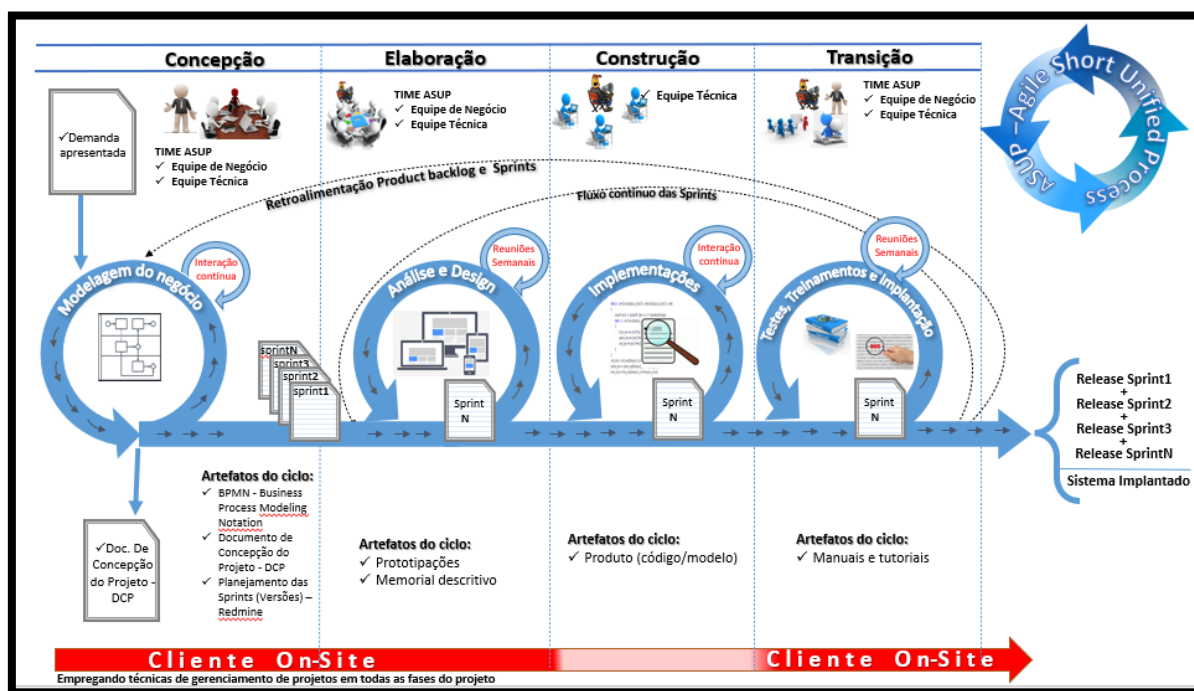 Concepção
Elaboração
Construção
Transição
✓Demanda
apresentada
TIME ASUP
✓ Equipe de Negócio
✓ Equipe Técnica
TIME ASUP
✓ Equipe de Negócio
✓ Equipe Técnica
✓ Equipe Técnica
TIME ASUP
✓ Equipe de Negócio
✓ Equipe Técnica
ASUP –Agile Short Unified Process
Retroalimentação Product backlog e Sprints
Fluxo continuo das Sprints
Modelagem do negócio
Interação
contínua
Análise e Design
Reuniões
Semanais
Implementações
Interação
contínua
Testes, Treinamentos e Implantação
Reuniões
Semanais
sprintN
sprint3
sprint2
sprint1
Sprint
N
Sprint
N
Sprint
N
Release Sprint1
+
Release Sprint2
+
Release Sprint3
+
Release SprintN
Sistema Implantado
✓Doc. De
Concepção
do Projeto -
DCP
Artefatos do ciclo:
✓ BPMN - Business
Process Modeling
Notation
✓ Documento de
Concepção do
Projeto - DCP
✓ Planejamento das
Sprints (Versões) –
Redmine
Artefatos do ciclo:
✓ Prototipações
✓ Memorial descritivo
Artefatos do ciclo:
✓ Produto (código/modelo)
Artefatos do ciclo:
✓ Manuais e tutoriais
Cliente On-Site
Cliente On-Site
Empregando técnicas de gerenciamento de projetos em todas as fases do projeto